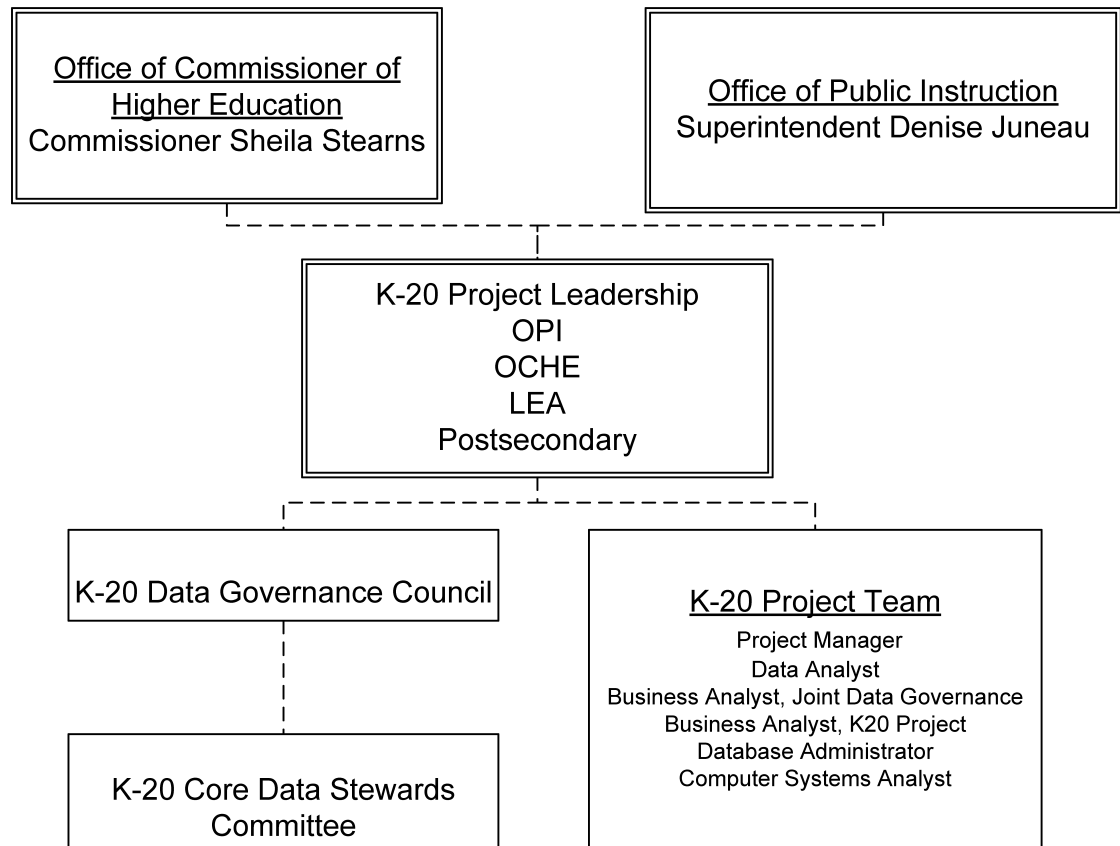 Office of Commissioner of
Higher Education
Commissioner Sheila Stearns
Office of Public Instruction
Superintendent Denise Juneau
K-20 Project Leadership
OPI
OCHE
LEA
Postsecondary
K-20 Data Governance Council
K-20 Project Team
Project Manager
Data Analyst
Business Analyst, Joint Data Governance
Business Analyst, K20 Project
Database Administrator
Computer Systems Analyst
K-20 Core Data Stewards
Committee